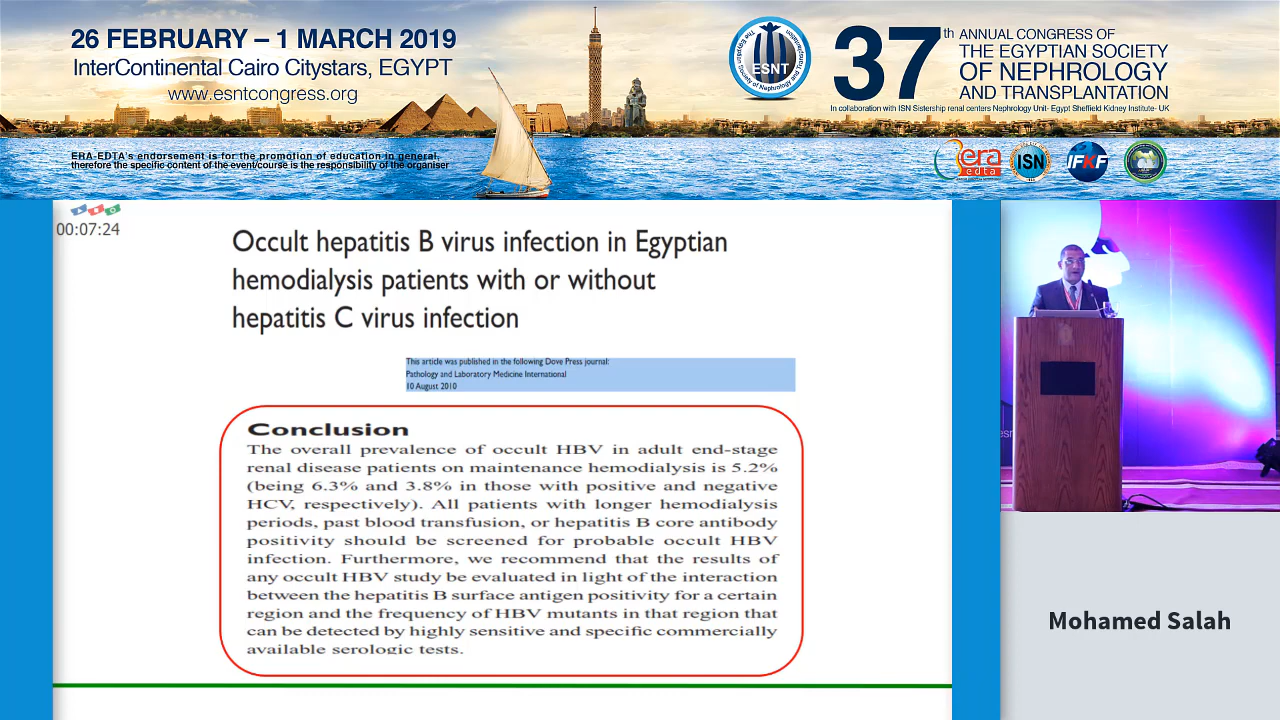 26 FEBRUARY – 1 MARCH 2019
InterContinental Cairo Citystars, EGYPT
www.esntcongress.org
ERA-EDTA's endorsement is for the promotion of education in general,
therefore the specific content of the event/course is the responsibility of the organiser
ESNT
37th
ANNUAL CONGRESS OF
THE EGYPTIAN SOCIETY
OF NEPHROLOGY
AND TRANSPLANTATION
In collaboration with ISN Sistership renal centers Nephrology Unit- Egypt Sheffield Kidney Institute- UK
era
edta
ISN
IFKF
00:07:24
Occult hepatitis B virus infection in Egyptian
hemodialysis patients with or without
hepatitis C virus infection
This article was published in the following Dove Press journal:
Pathology and Laboratory Medicine International
10 August 2010
Conclusion
The overall prevalence of occult HBV in adult end-stage
renal disease patients on maintenance hemodialysis is 5.2%
(being 6.3% and 3.8% in those with positive and negative
HCV, respectively). All patients with longer hemodialysis
periods, past blood transfusion, or hepatitis B core antibody
positivity should be screened for probable occult HBV
infection. Furthermore, we recommend that the results of
any occult HBV study be evaluated in light of the interaction
between the hepatitis B surface antigen positivity for a certain
region and the frequency of HBV mutants in that region that
can be detected by highly sensitive and specific commercially
available serologic tests.
Mohamed Salah